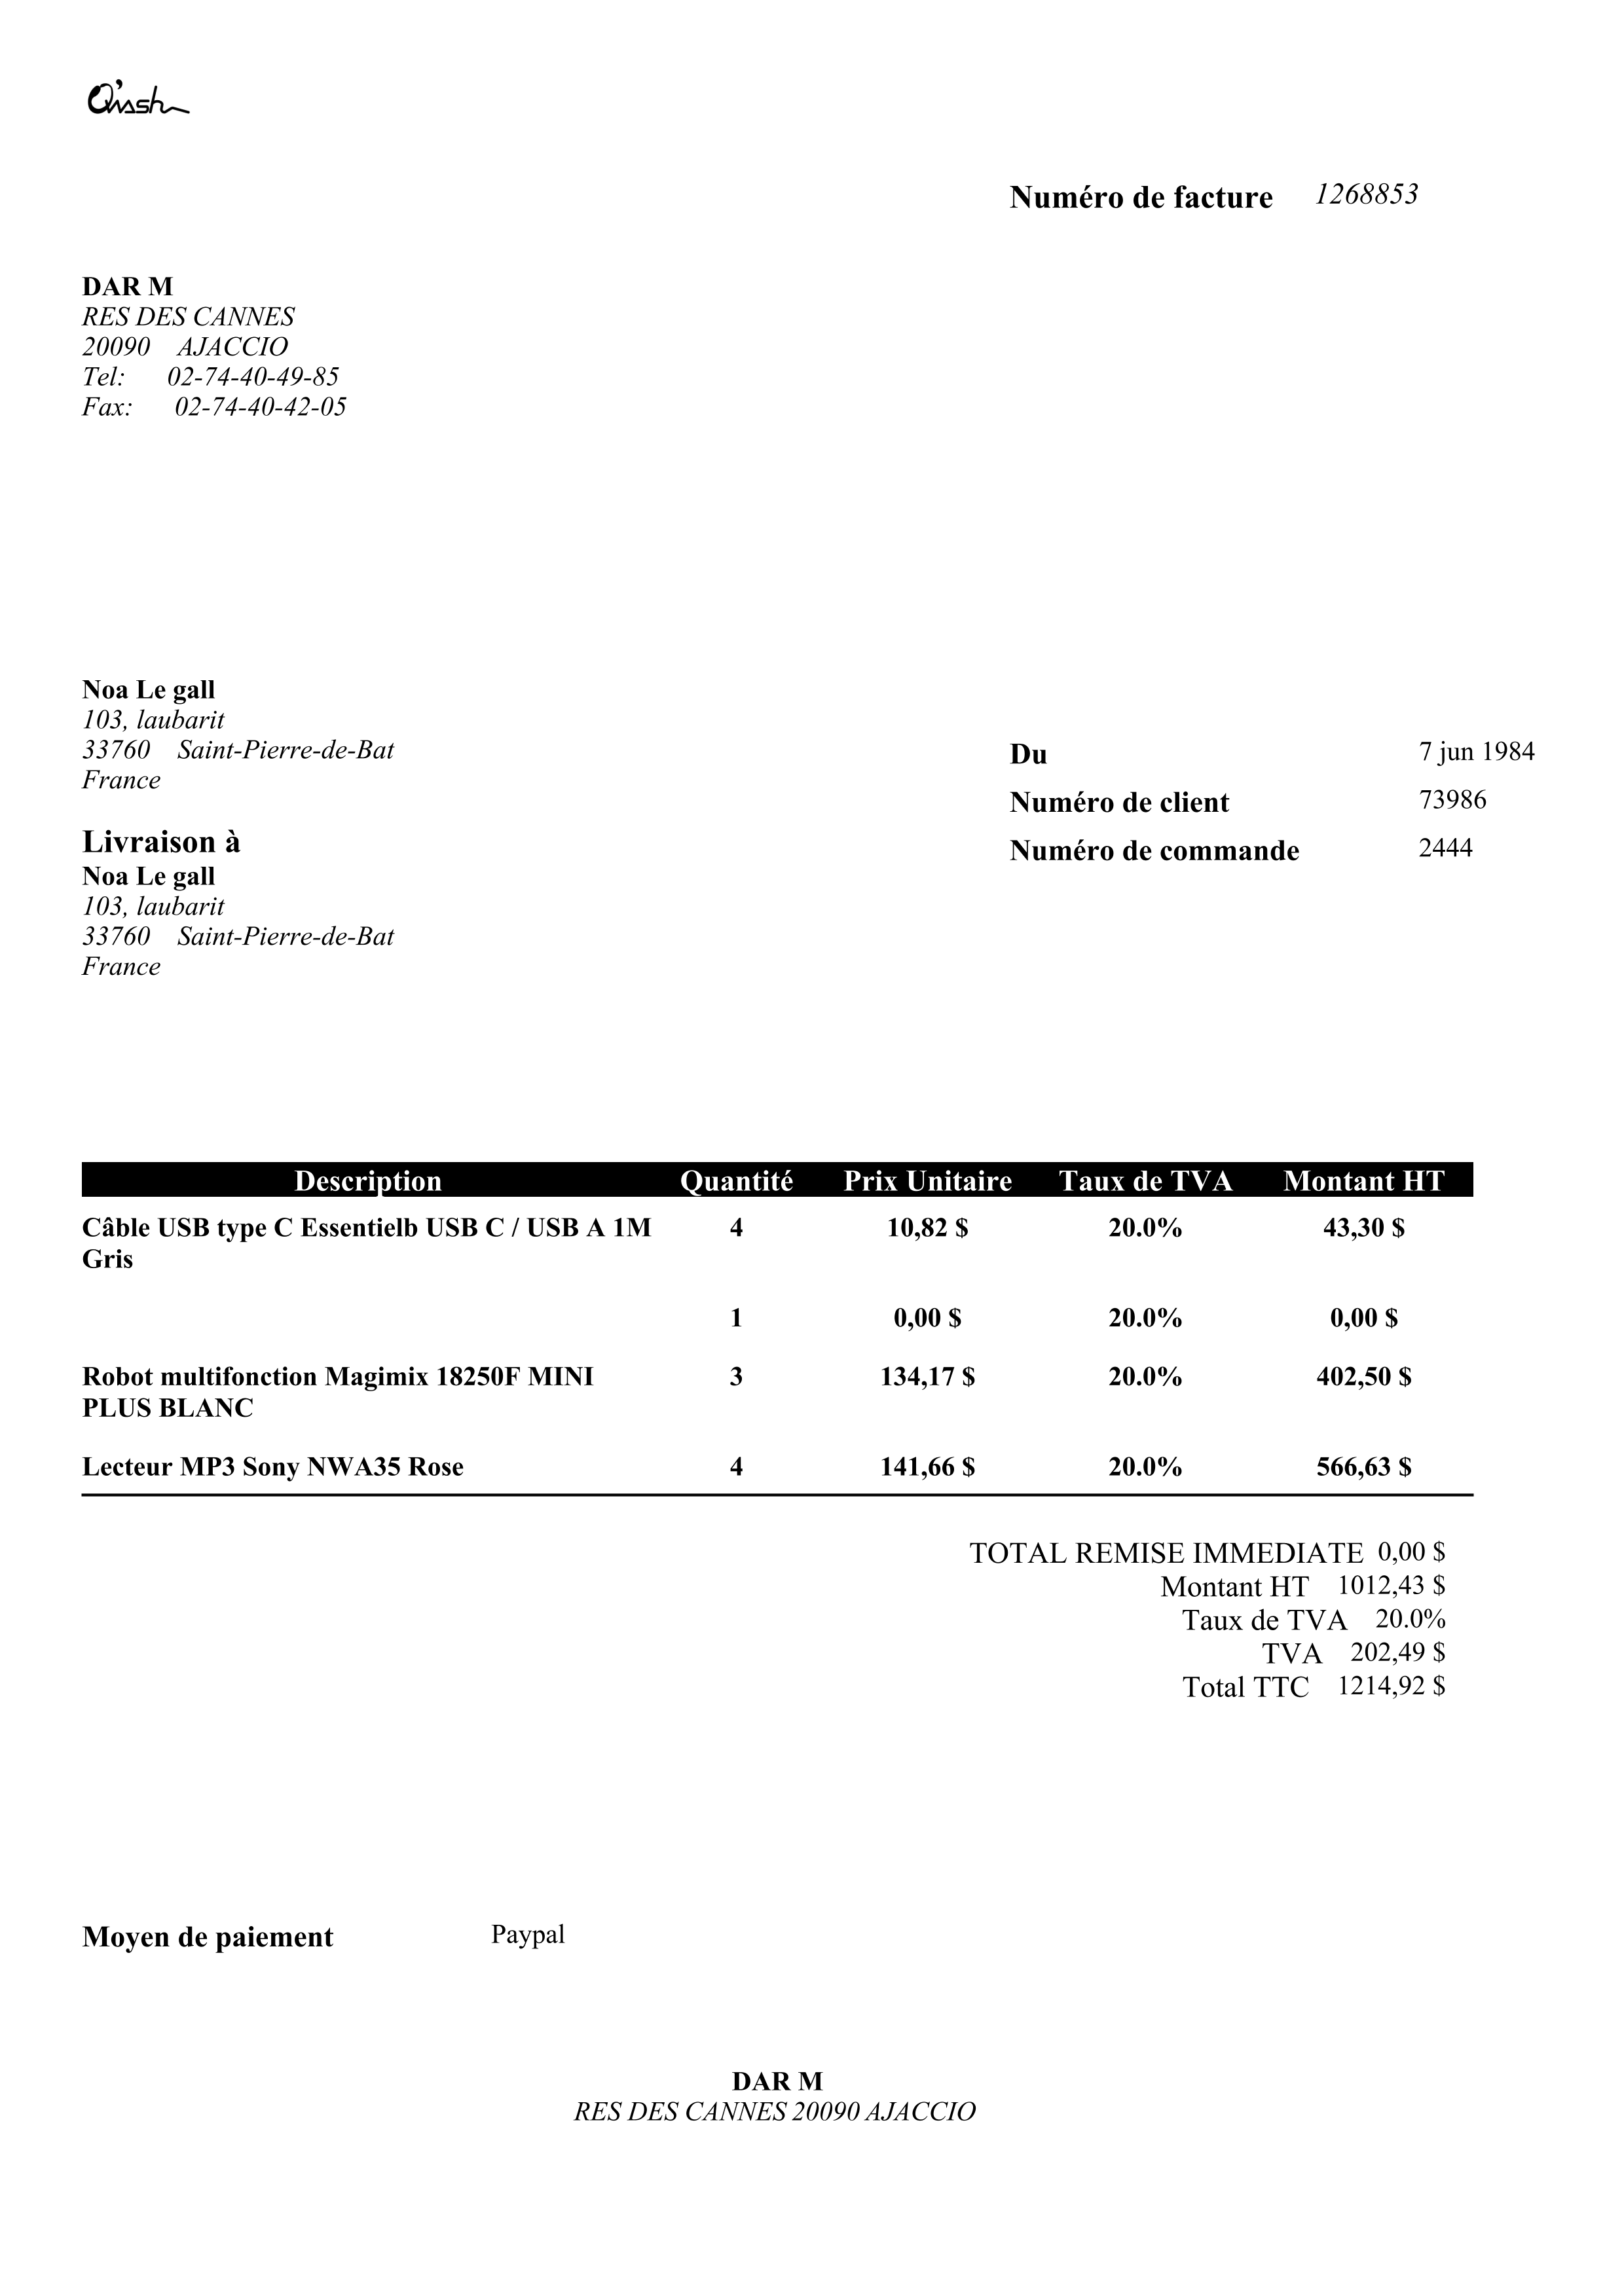 O'nash
Numéro de facture 1268853
DAR M
RES DES CANNES
20090 AJACCIO
Tel: 02-74-40-49-85
Fax: 02-74-40-42-05
Noa Le gall
103, laubarit
33760 Saint-Pierre-de-Bat
France
Du 7 jun 1984
Numéro de client 73986
Numéro de commande 2444
Livraison à
Noa Le gall
103, laubarit
33760 Saint-Pierre-de-Bat
France
Description Quantité Prix Unitaire Taux de TVA Montant HT
Câble USB type C Essentielb USB C / USB A 1M 4 10,82 $ 20.0% 43,30 $
Gris
1 0,00 $ 20.0% 0,00 $
Robot multifonction Magimix 18250F MINI 3 134,17 $ 20.0% 402,50 $
PLUS BLANC
Lecteur MP3 Sony NWA35 Rose 4 141,66 $ 20.0% 566,63 $
TOTAL REMISE IMMEDIATE 0,00 $
Montant HT 1012,43 $
Taux de TVA 20.0%
TVA 202,49 $
Total TTC 1214,92 $
Moyen de paiement Paypal
DAR M
RES DES CANNES 20090 AJACCIO